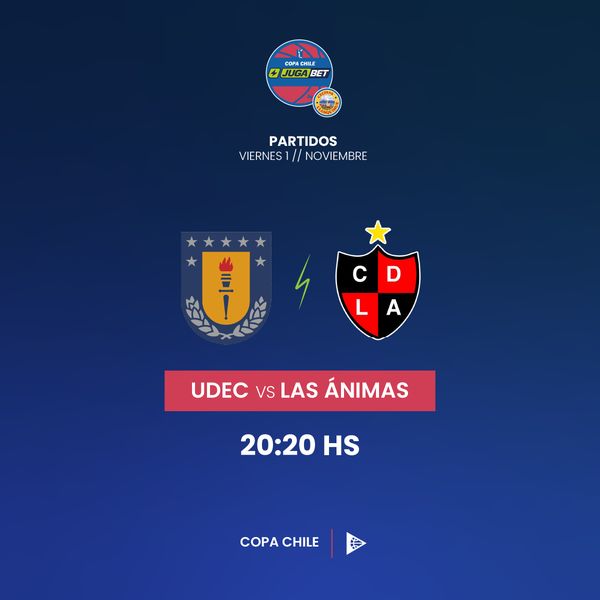 COPA CHILE
JUGABET
PARTIDOS
VIERNES 1 // NOVIEMBRE
C D
L A
UDEC VS LAS ÁNIMAS
20:20 HS
COPA CHILE